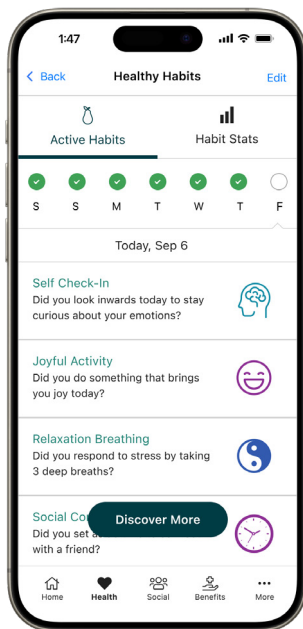 1:47
Back Healthy Habits Edit
Active Habits Habit Stats
S S M T W T F
Today, Sep 6
Self Check-In
Did you look inwards today to stay
curious about your emotions?
Joyful Activity
Did you do something that brings
you joy today?
Relaxation Breathing
Did you respond to stress by taking
3 deep breaths?
Social
Discover More
Did you set
with a friend?
Home Health Social Benefits More